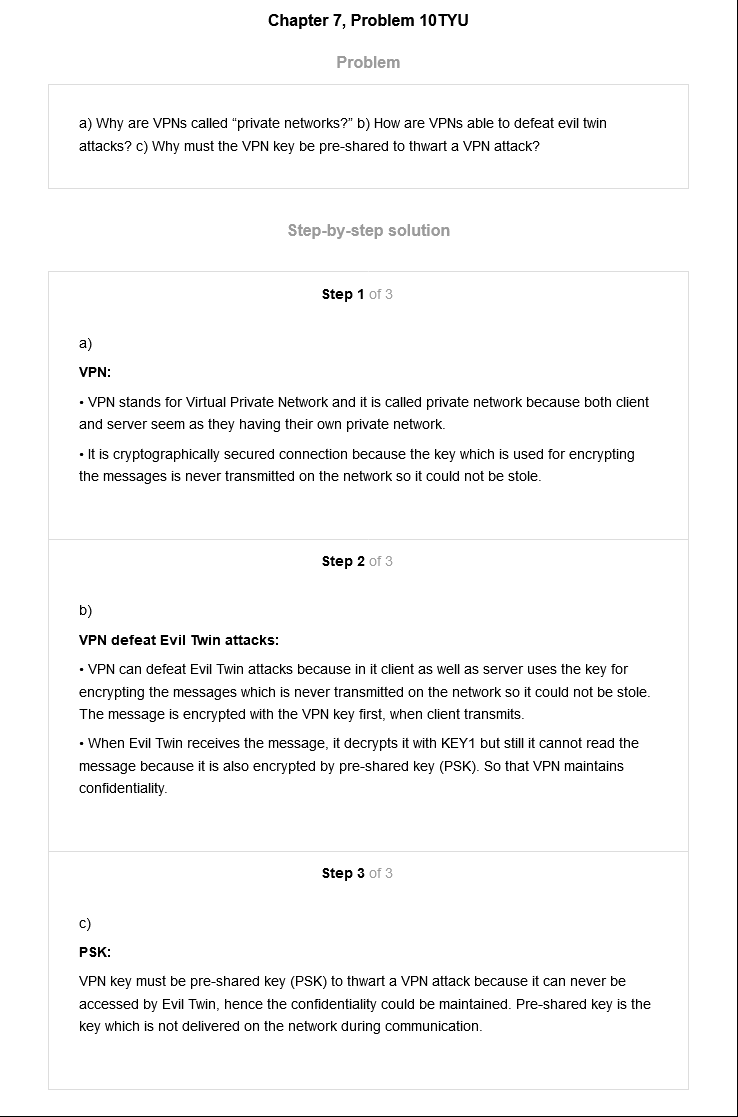 Chapter 7, Problem 10TYU
Problem
a) Why are VPNs called “private networks?” b) How are VPNs able to defeat evil twin
attacks? c) Why must the VPN key be pre-shared to thwart a VPN attack?
Step-by-step solution
Step 1 of 3
a)
VPN:
• VPN stands for Virtual Private Network and it is called private network because both client
and server seem as they having their own private network.
• It is cryptographically secured connection because the key which is used for encrypting
the messages is never transmitted on the network so it could not be stole.
Step 2 of 3
b)
VPN defeat Evil Twin attacks:
• VPN can defeat Evil Twin attacks because in it client as well as server uses the key for
encrypting the messages which is never transmitted on the network so it could not be stole.
The message is encrypted with the VPN key first, when client transmits.
• When Evil Twin receives the message, it decrypts it with KEY1 but still it cannot read the
message because it is also encrypted by pre-shared key (PSK). So that VPN maintains
confidentiality.
Step 3 of 3
c)
PSK:
VPN key must be pre-shared key (PSK) to thwart a VPN attack because it can never be
accessed by Evil Twin, hence the confidentiality could be maintained. Pre-shared key is the
key which is not delivered on the network during communication.